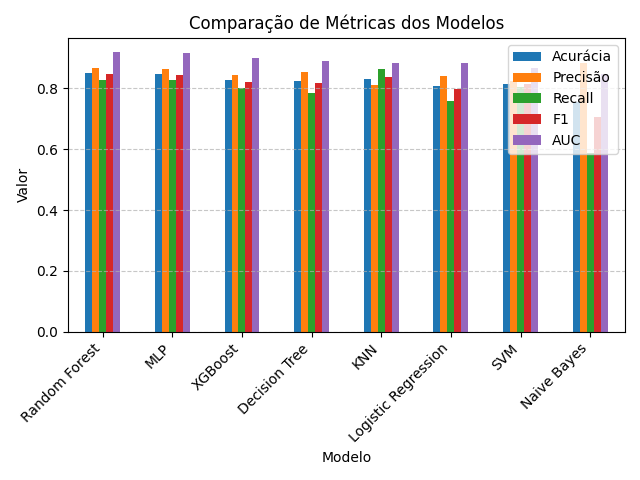 Comparação de Métricas dos Modelos
Acurácia
Precisão
Recall
F1
AUC
Valor
0.8
0.6
0.4
0.2
0.0
Random Forest
MLP
XGBoost
Decision Tree
KNN
Logistic Regression
SVM
Naive Bayes
Modelo